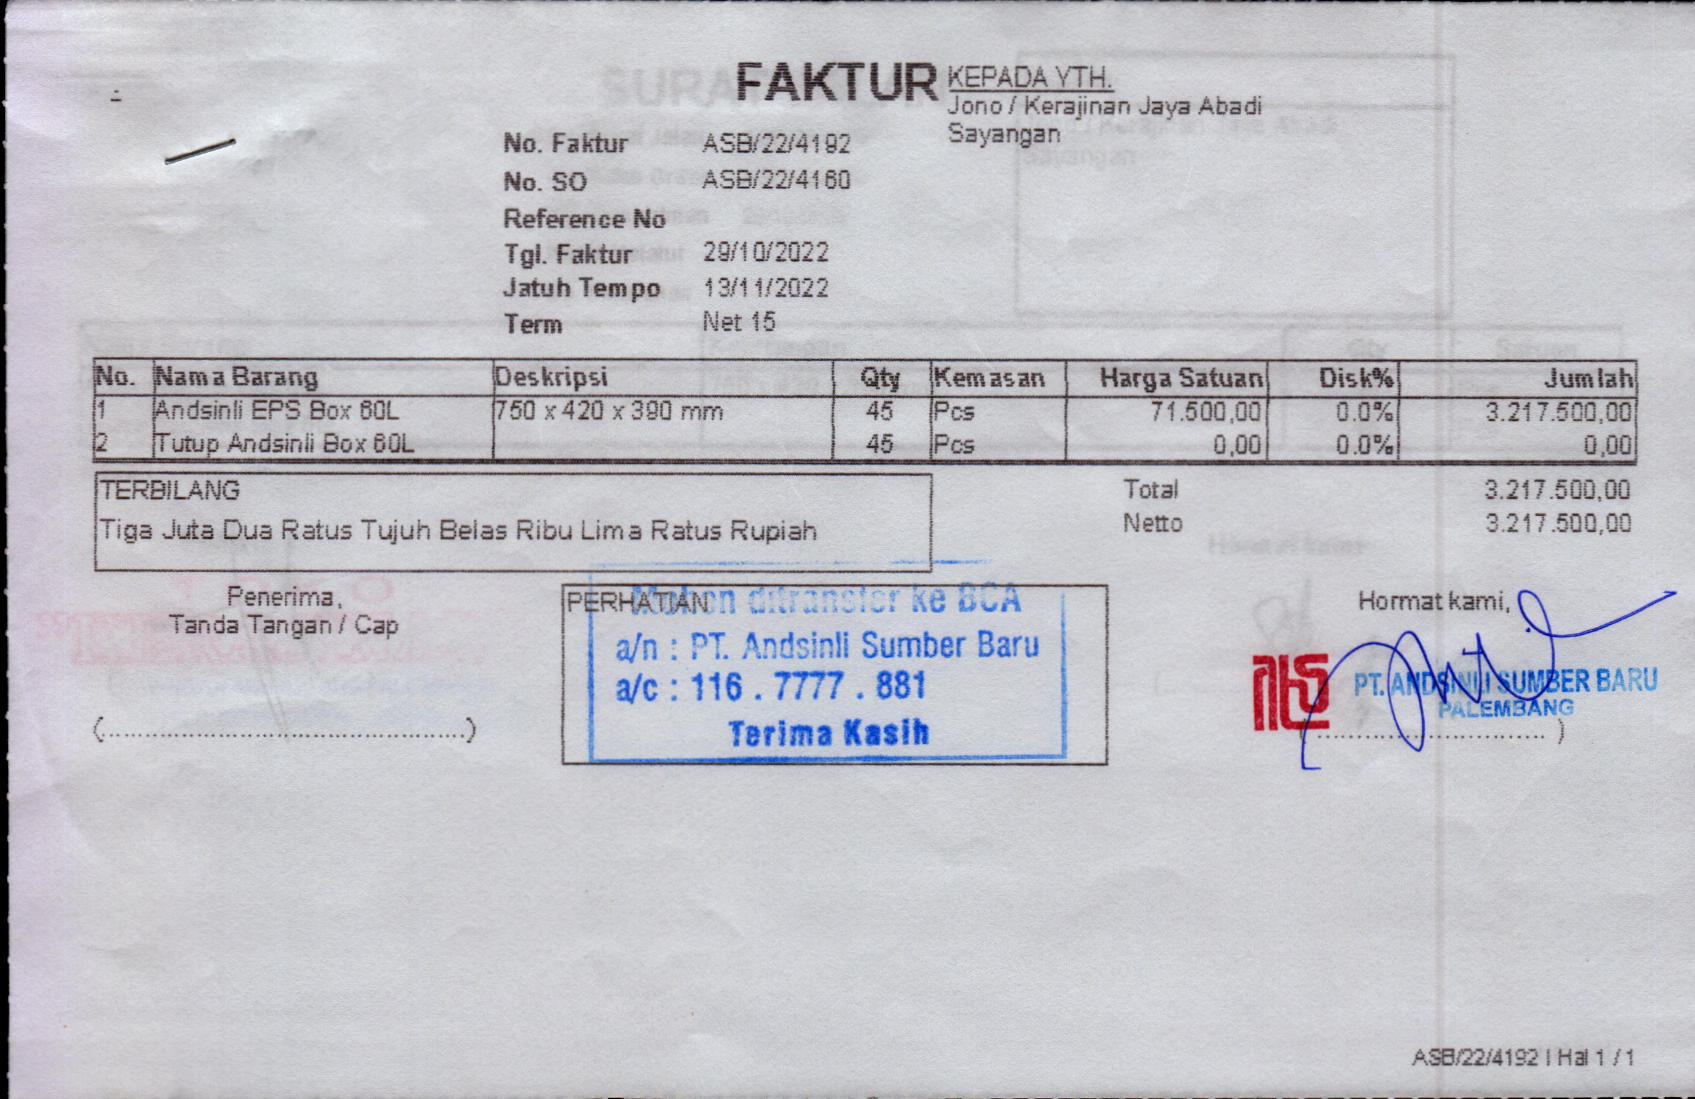 FAKTUR
KEPADA YTH.
Jono / Kerajinan Jaya Abadi
Sayangan
No. Faktur ASB/22/4192
No. SO ASB/22/4160
Reference No
Tgl. Faktur 29/10/2022
Jatuh Tempo 13/11/2022
Term Net 15
No. Nama Barang Deskripsi Qty Kemasan Harga Satuan Disk% Jumlah
1 Andsinli EPS Box 60L 750 x 420 x 390 mm 45 Pcs 71.500,00 0.0% 3.217.500,00
2 Tutup Andsinli Box 60L 45 Pcs 0,00 0.0% 0,00
TERBILANG
Tiga Juta Dua Ratus Tujuh Belas Ribu Lima Ratus Rupiah
Total 3.217.500,00
Netto 3.217.500,00
Penerima,
Tanda Tangan / Cap
(................................................)
PERHATIAN
Mohon ditransfer ke BCA
a/n : PT. Andsinli Sumber Baru
a/c : 116 . 7777 . 881
Terima Kasih
Hormat kami,
PT. ANDSINLI SUMBER BARU
PALEMBANG
ASB/22/4192 | Hal 1 / 1